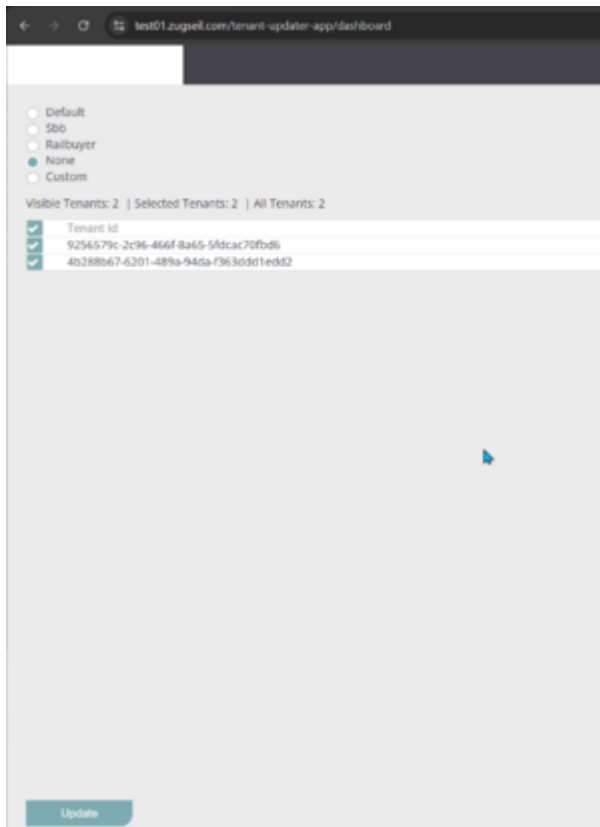 test01.zugseil.com/tenant-updater-app/dashboard
Default
Sbb
Railbuyer
None
Custom
Visible Tenants: 2 | Selected Tenants: 2 | All Tenants: 2
Tenant Id
9256579c-2c96-466f-8a65-5fdcac70fbd6
4b288b67-6201-489a-94da-f363ddd1edd2
Update